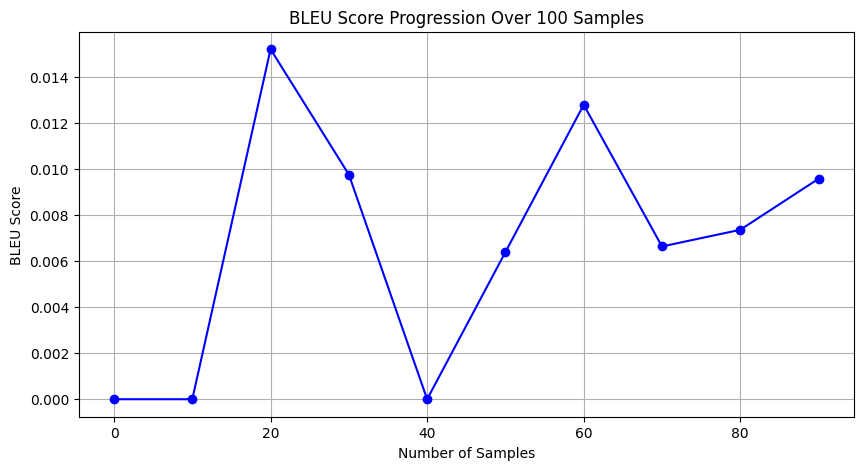 BLEU Score Progression Over 100 Samples
BLEU Score
0.014
0.012
0.010
0.008
0.006
0.004
0.002
0.000
0 20 40 60 80
Number of Samples